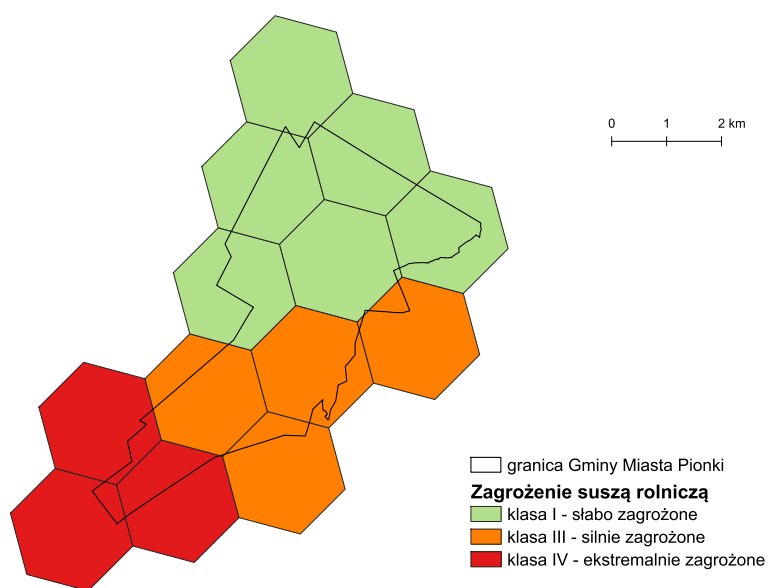 0 1 2 km
granica Gminy Miasta Pionki
Zagrożenie suszą rolniczą
klasa I - słabo zagrożone
klasa III - silnie zagrożone
klasa IV - ekstremalnie zagrożone